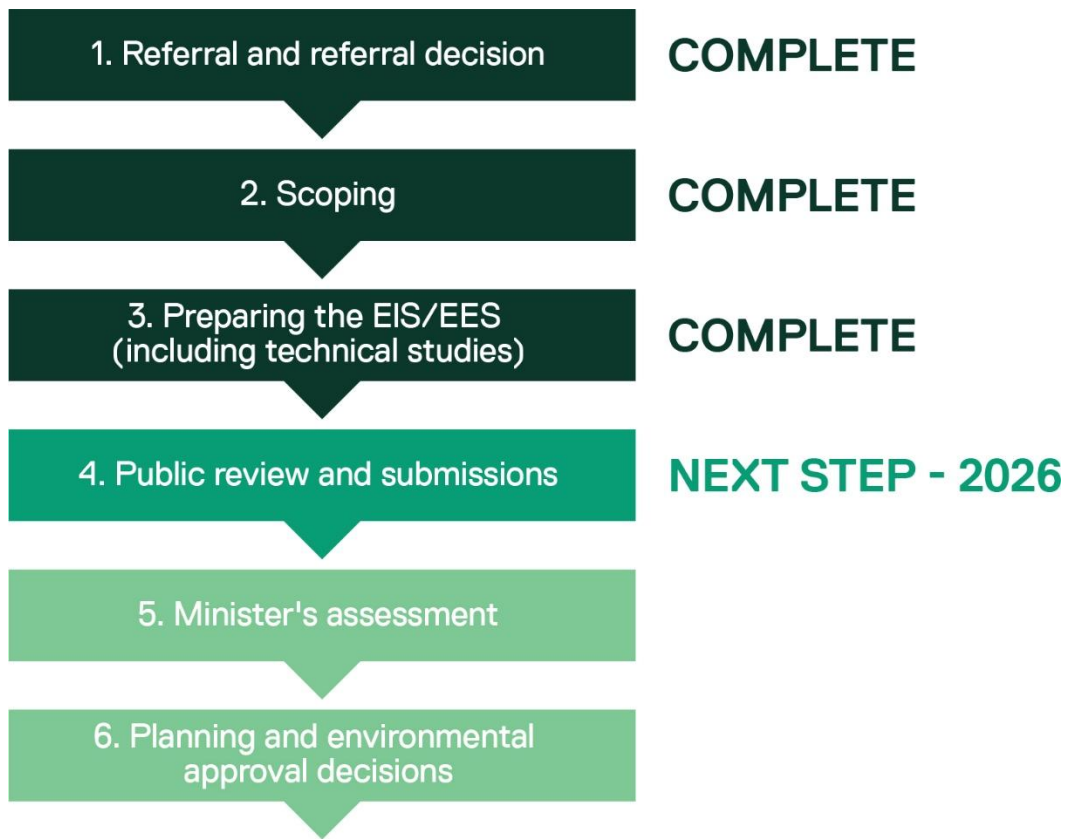 1. Referral and referral decision
COMPLETE
2. Scoping
COMPLETE
3. Preparing the EIS/EES
(including technical studies)
COMPLETE
4. Public review and submissions
NEXT STEP - 2026
5. Minister's assessment
6. Planning and environmental
approval decisions